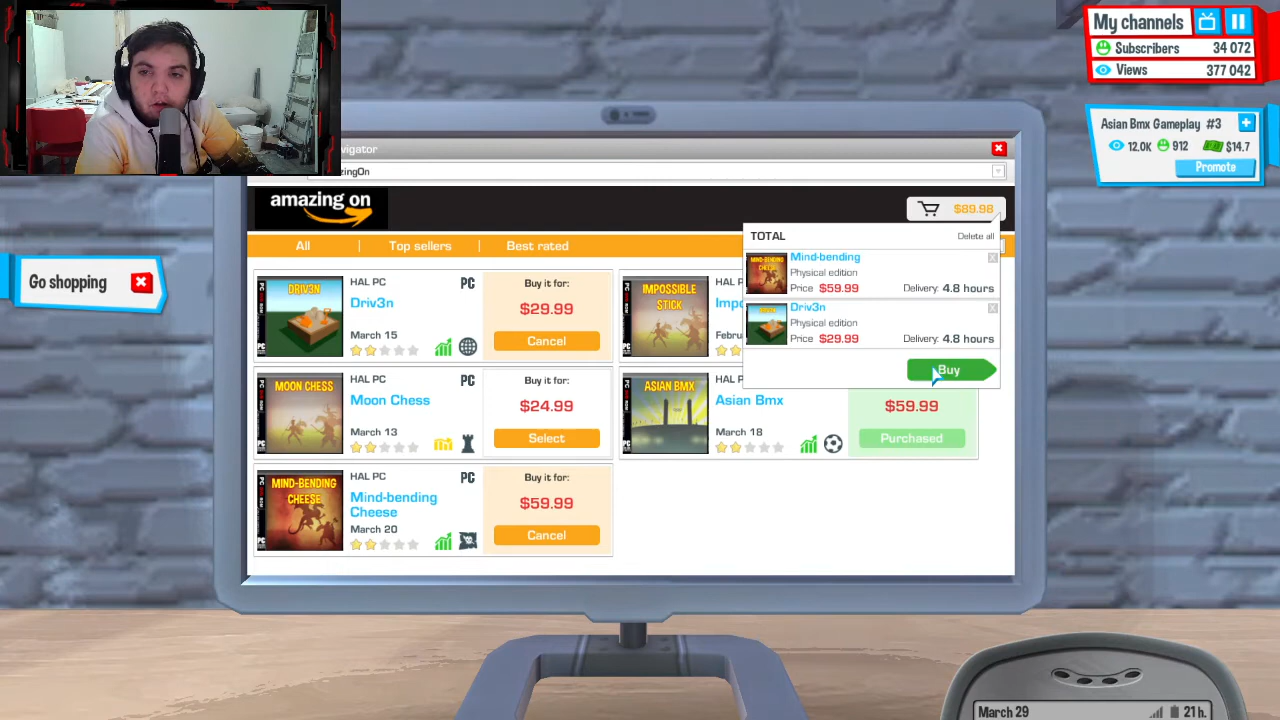 My channels
Subscribers 34 072
Views 377 042
Asian Bmx Gameplay #3
12.0K 912 $14.7
Promote
Go shopping
vigator
zingOn
amazing on
$89.98
All | Top sellers | Best rated
TOTAL Delete all
Mind-bending
Physical edition
Price $59.99 Delivery: 4.8 hours
Driv3n
Physical edition
Price $29.99 Delivery: 4.8 hours
Buy
DRIV3N
HAL PC PC
Driv3n
March 15
Buy it for:
$29.99
Cancel
IMPOSSIBLE
STICK
HAL P
Impo
Februa
MOON CHESS
HAL PC PC
Moon Chess
March 13
Buy it for:
$24.99
Select
ASIAN BMX
HAL P
Asian Bmx
March 18
$59.99
Purchased
MIND-BENDING
CHEESE
HAL PC PC
Mind-bending
Cheese
March 20
Buy it for:
$59.99
Cancel
March 29 21h.